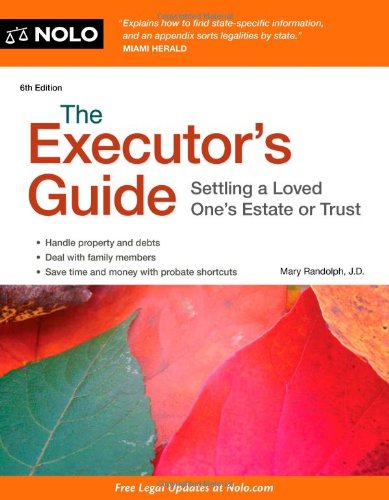 NOLO
"Explains how to find state-specific information,
and an appendix sorts legalities by state."
MIAMI HERALD
6th Edition
The
Executor's
Guide
Settling a Loved
One's Estate or Trust
• Handle property and debts
• Deal with family members
• Save time and money with probate shortcuts
Mary Randolph, J.D.
Free Legal Updates at Nolo.com